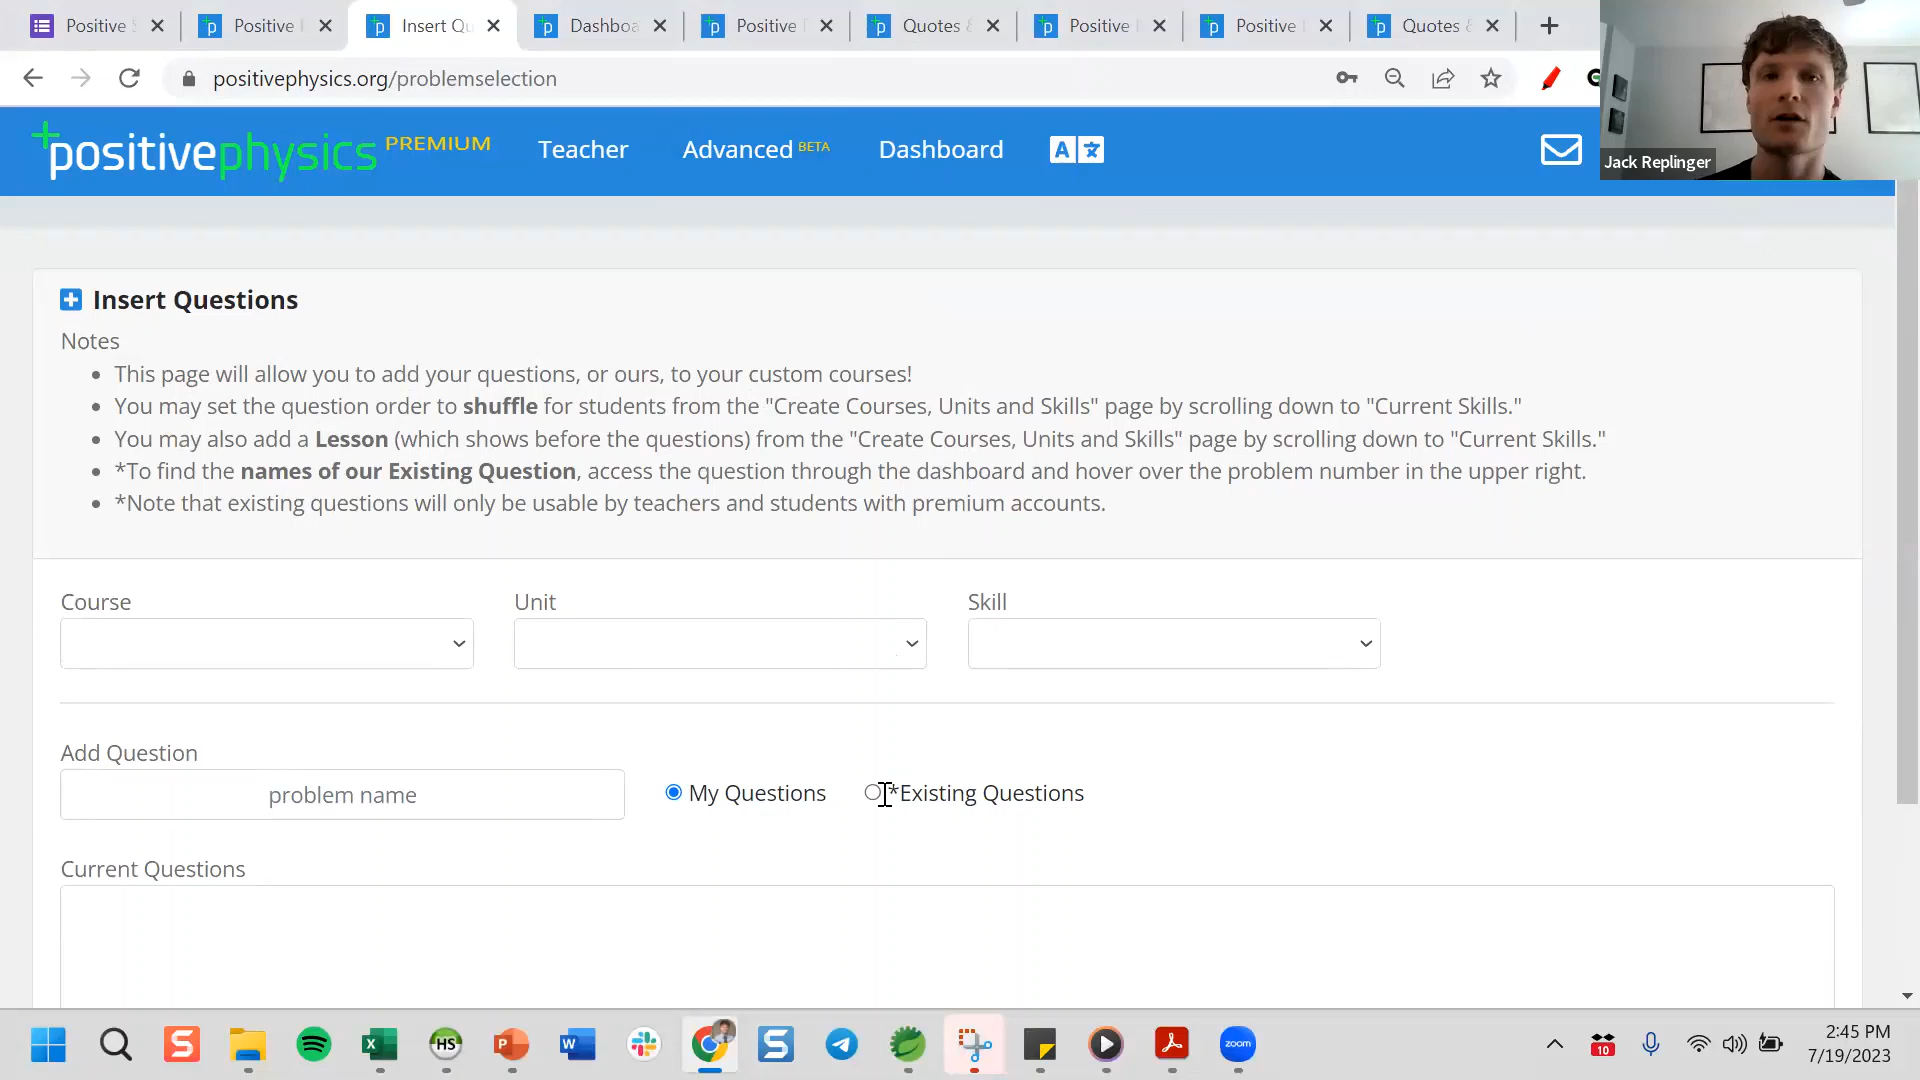 Positive
Positive
Insert Qu
Dashboa
Positive
Quotes &
Positive
Positive
Quotes &
positivephysics.org/problemselection
positivephysics PREMIUM
Teacher
Advanced BETA
Dashboard
A
Jack Replinger
Insert Questions
Notes
This page will allow you to add your questions, or ours, to your custom courses!
You may set the question order to shuffle for students from the "Create Courses, Units and Skills" page by scrolling down to "Current Skills."
You may also add a Lesson (which shows before the questions) from the "Create Courses, Units and Skills" page by scrolling down to "Current Skills."
*To find the names of our Existing Question, access the question through the dashboard and hover over the problem number in the upper right.
*Note that existing questions will only be usable by teachers and students with premium accounts.
Course
Unit
Skill
Add Question
problem name
My Questions
*Existing Questions
Current Questions
S
X
HS
P
W
S
zoom
10
2:45 PM
7/19/2023